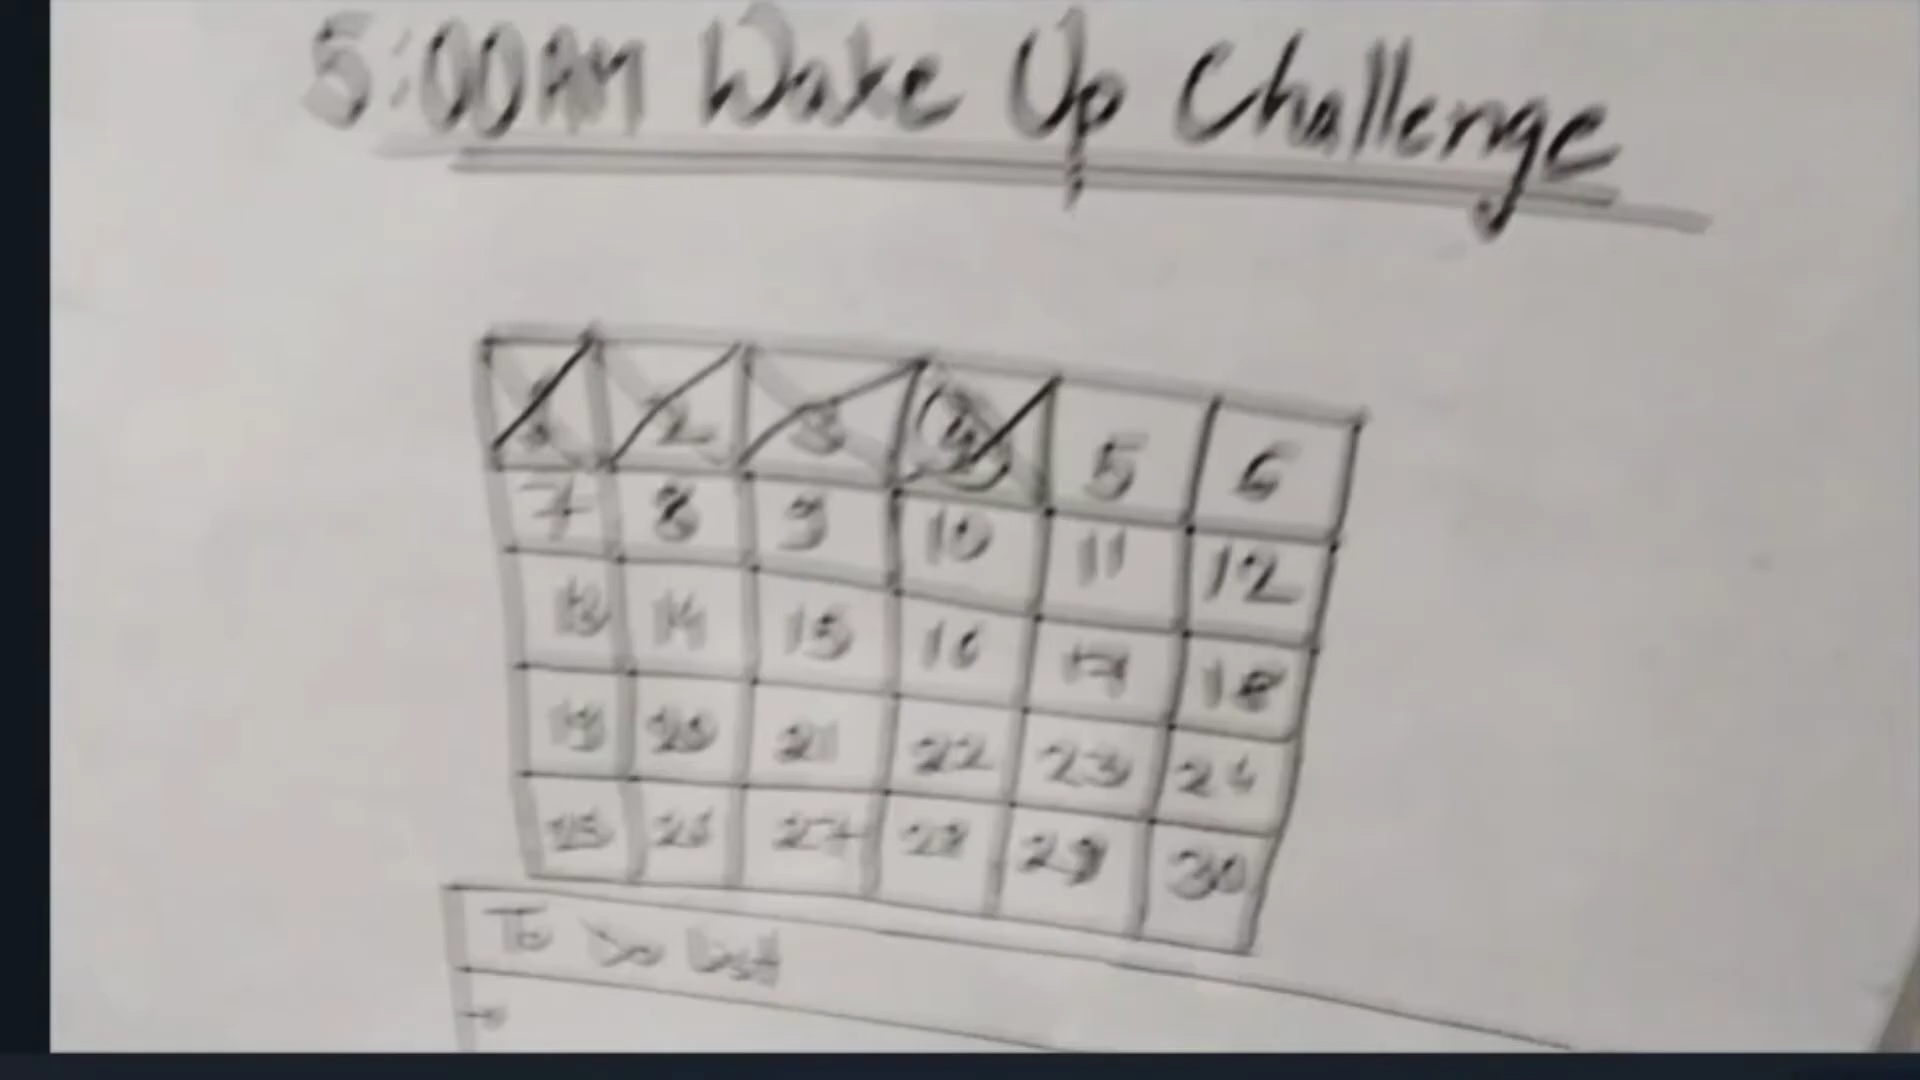 5:00AM Wake Up Challenge
1 2 3 4 5 6
7 8 9 10 11 12
13 14 15 16 17 18
19 20 21 22 23 24
25 26 27 28 29 30
To Do List